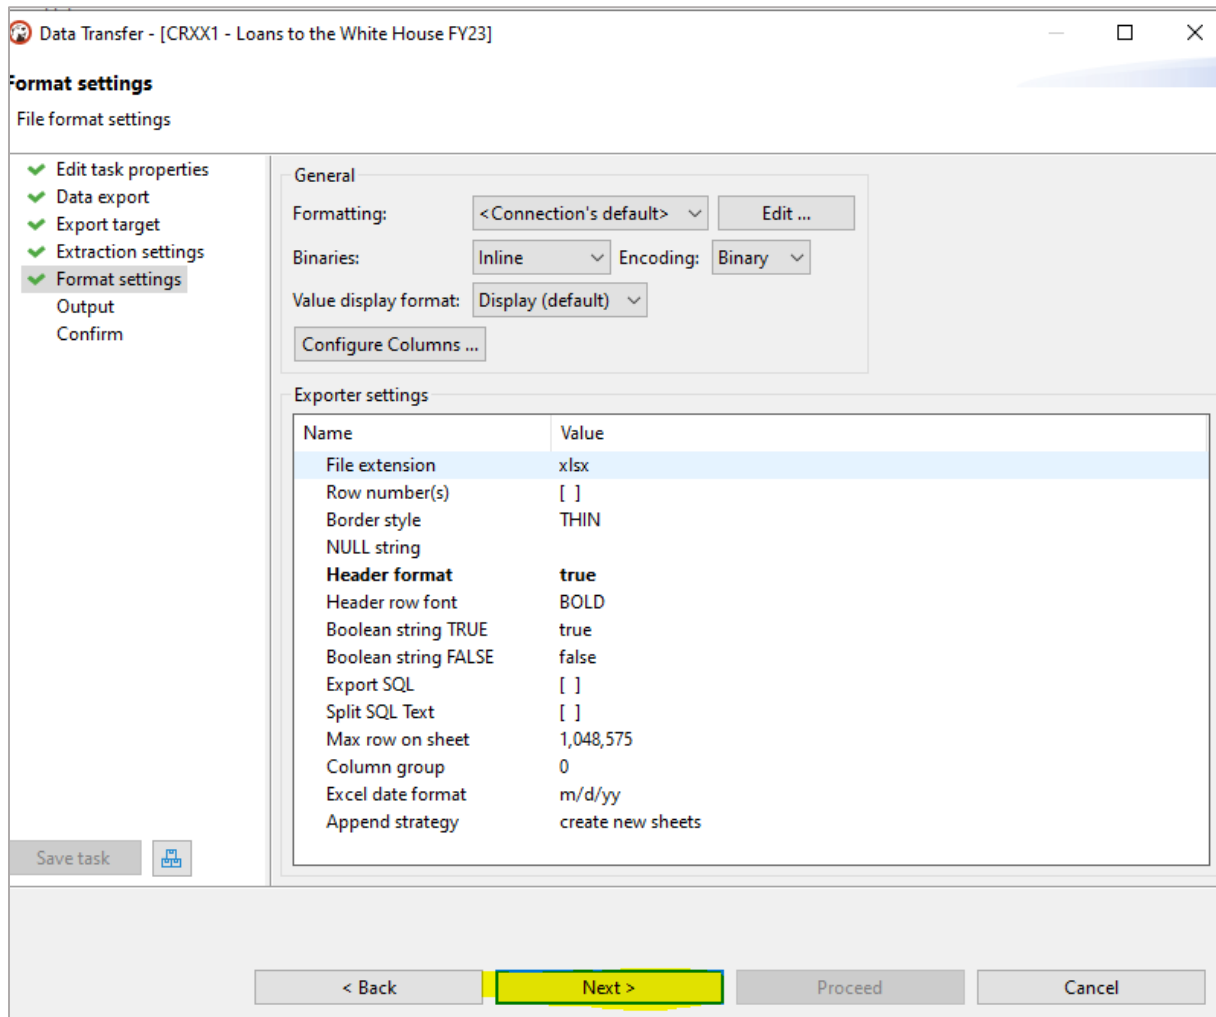 Data Transfer - [CRXX1 - Loans to the White House FY23]
Format settings
File format settings
Edit task properties
Data export
Export target
Extraction settings
Format settings
Output
Confirm
Save task
General
Formatting: <Connection's default> Edit ...
Binaries: Inline Encoding: Binary
Value display format: Display (default)
Configure Columns ...
Exporter settings
Name Value
File extension xlsx
Row number(s) [ ]
Border style THIN
NULL string
Header format true
Header row font BOLD
Boolean string TRUE true
Boolean string FALSE false
Export SQL [ ]
Split SQL Text [ ]
Max row on sheet 1,048,575
Column group 0
Excel date format m/d/yy
Append strategy create new sheets
< Back Next > Proceed Cancel